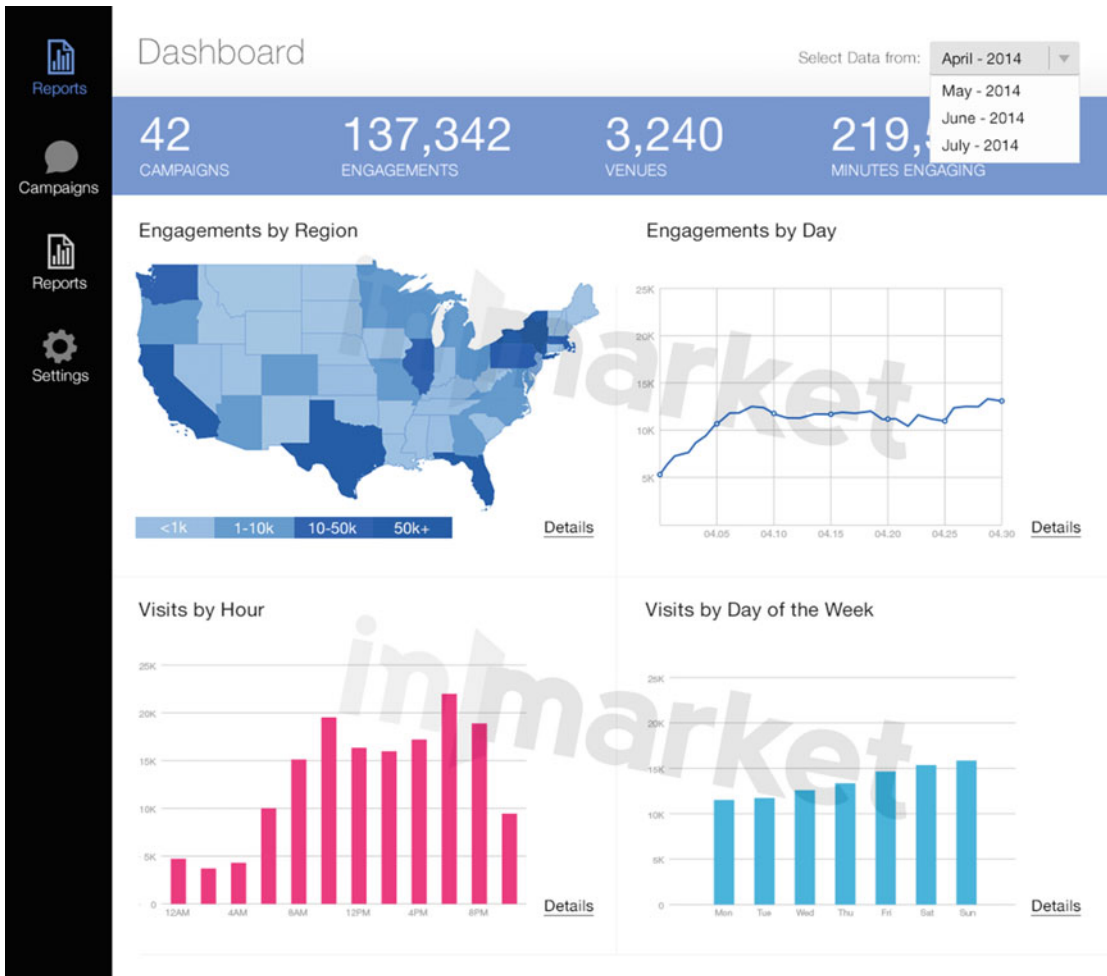 Reports
Campaigns
Reports
Settings
Dashboard
Select Data from:
April - 2014
May - 2014
June - 2014
July - 2014
42
CAMPAIGNS
137,342
ENGAGEMENTS
3,240
VENUES
219,
MINUTES ENGAGING
Engagements by Region
<1k 1-10k 10-50k 50k+
Details
Engagements by Day
25K
20K
15K
10K
5K
04.05 04.10 04.15 04.20 04.25 04.30
Details
inmarket
Visits by Hour
25K
20K
15K
10K
5K
0
12AM 4AM 8AM 12PM 4PM 8PM
Details
Visits by Day of the Week
25K
20K
15K
10K
5K
0
Mon Tue Wed Thu Fri Sat Sun
Details
inmarket